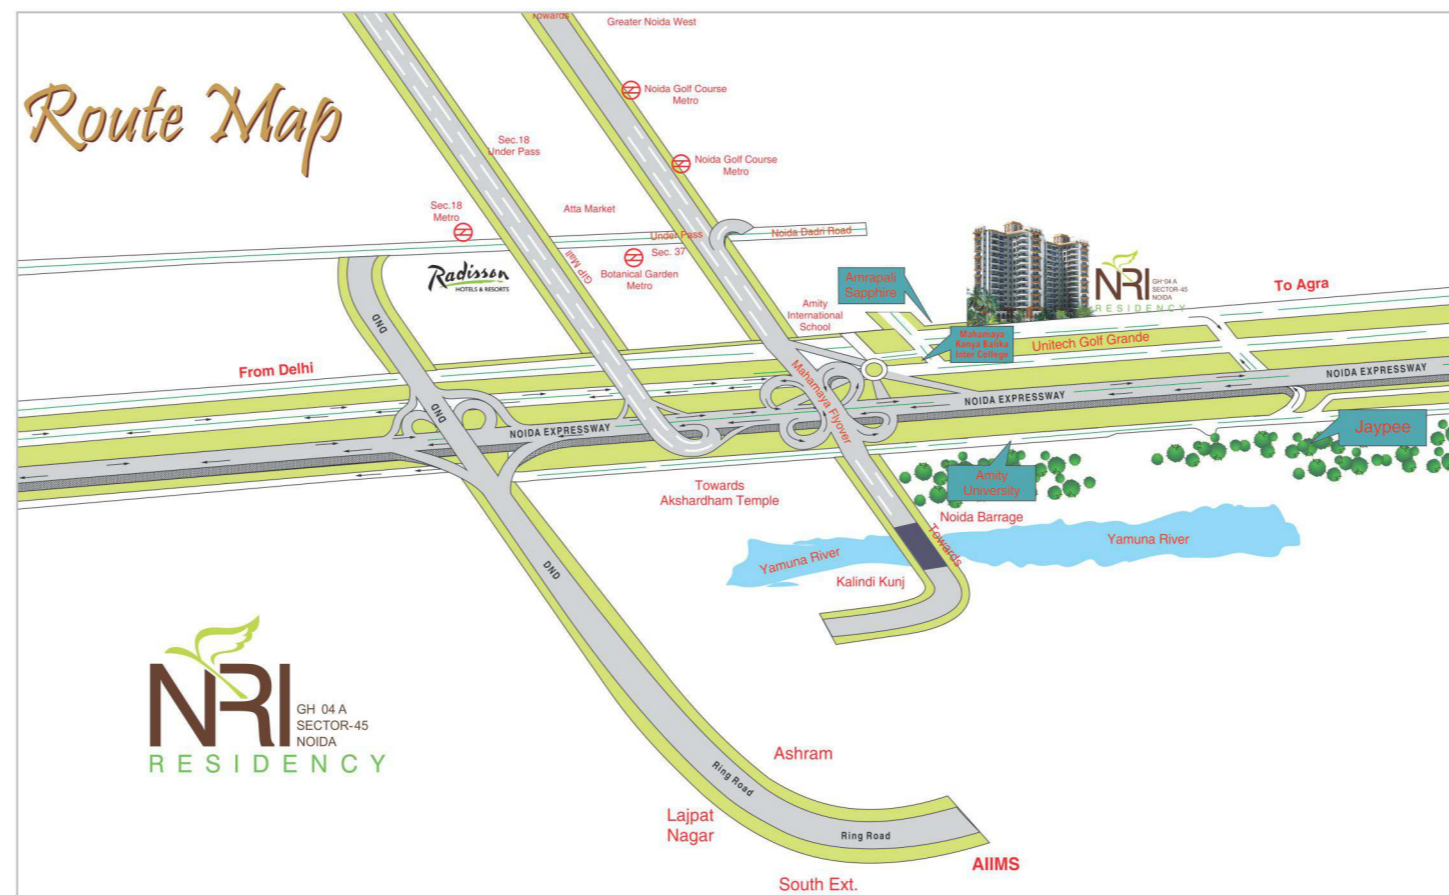 Towards
Greater Noida West
Route Map
Noida Golf Course
Metro
Sec.18
Under Pass
Noida Golf Course
Metro
Sec.18
Metro
Atta Market
Under Pass
Noida Dadri Road
Sec. 37
GIP Mall
Botanical Garden
Metro
Radisson
HOTELS & RESORTS
Amrapali
Sapphire
NRI
GH 04 A
SECTOR-45
NOIDA
RESIDENCY
To Agra
Amity
International
School
DND
Mahamaya
Kanya Balika
Inter College
Unitech Golf Grande
From Delhi
Mahamaya Flyover
NOIDA EXPRESSWAY
NOIDA EXPRESSWAY
DND
NOIDA EXPRESSWAY
Jaypee
Towards
Akshardham Temple
Amity
University
Noida Barrage
Towards
Yamuna River
Yamuna River
Kalindi Kunj
DND
NRI
GH 04 A
SECTOR-45
NOIDA
RESIDENCY
Ashram
Ring Road
Lajpat
Nagar
Ring Road
AIIMS
South Ext.